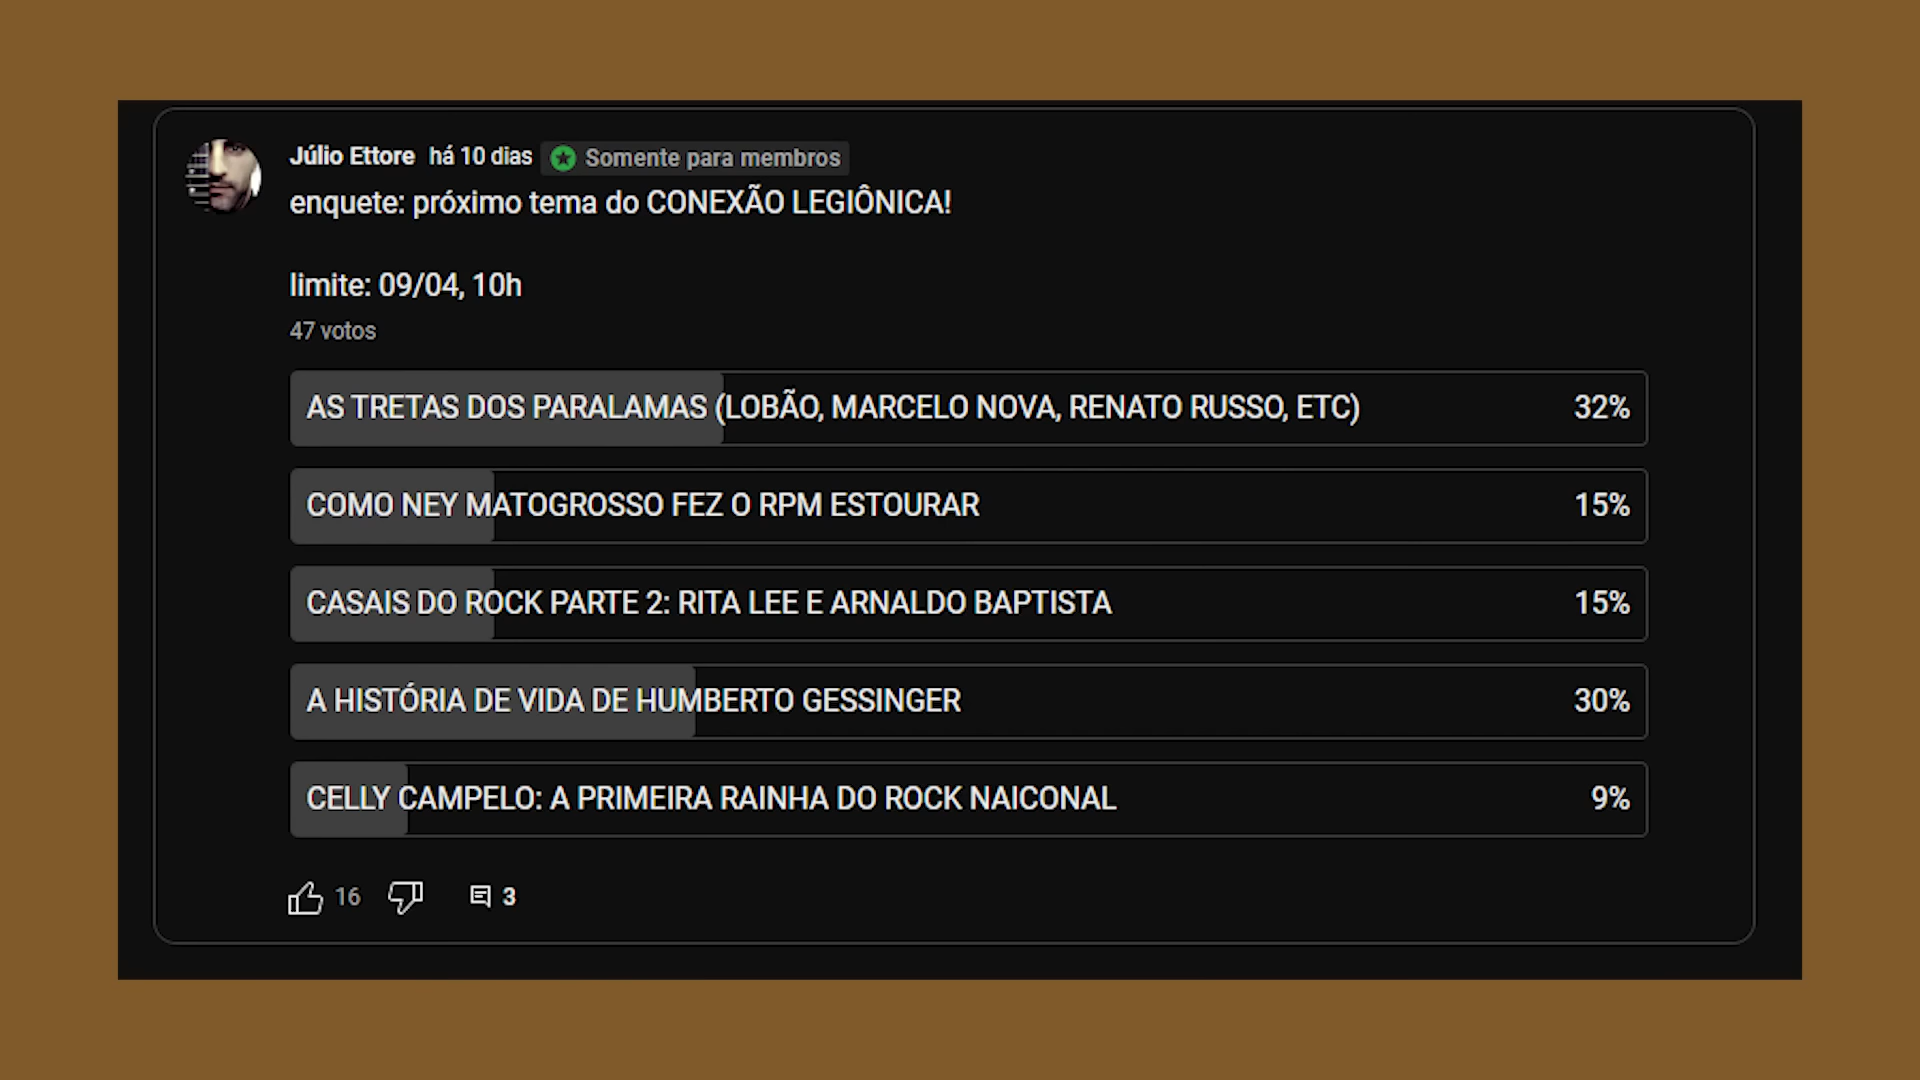 Júlio Ettore há 10 dias Somente para membros
enquete: próximo tema do CONEXÃO LEGIÔNICA!
limite: 09/04, 10h
47 votos
AS TRETAS DOS PARALAMAS (LOBÃO, MARCELO NOVA, RENATO RUSSO, ETC) 32%
COMO NEY MATOGROSSO FEZ O RPM ESTOURAR 15%
CASAIS DO ROCK PARTE 2: RITA LEE E ARNALDO BAPTISTA 15%
A HISTÓRIA DE VIDA DE HUMBERTO GESSINGER 30%
CELLY CAMPELO: A PRIMEIRA RAINHA DO ROCK NAICONAL 9%
16 3